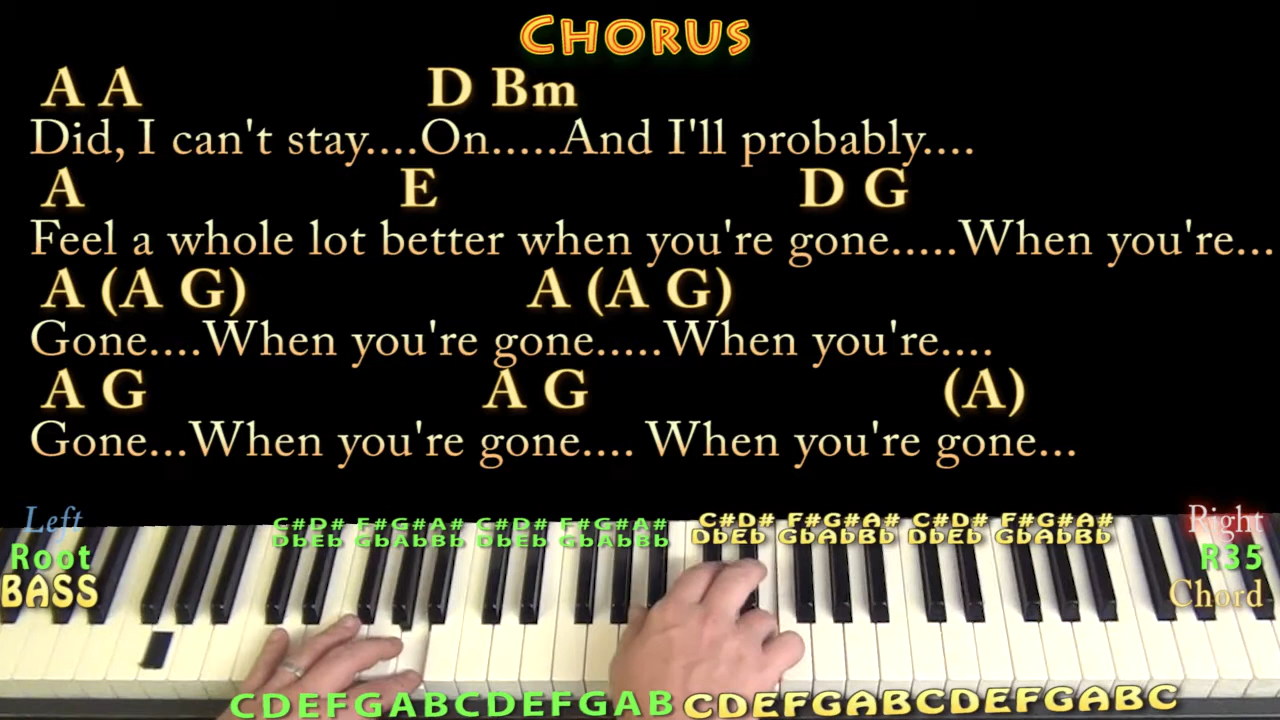 CHORUS
A A D Bm
Did, I can't stay....On.....And I'll probably....
A E D G
Feel a whole lot better when you're gone.....When you're...
A (A G) A (A G)
Gone....When you're gone.....When you're....
A G A G (A)
Gone...When you're gone.... When you're gone...
Left
Root
BASS
C#D# F#G#A# C#D# F#G#A# C#D# F#G#A# C#D# F#G#A#
DbEb GbAbBb DbEb GbAbBb DbEb GbAbBb DbEb GbAbBb
Right
R35
Chord
CDEFGABCDEFGAB CDEFGABCDEFGABC